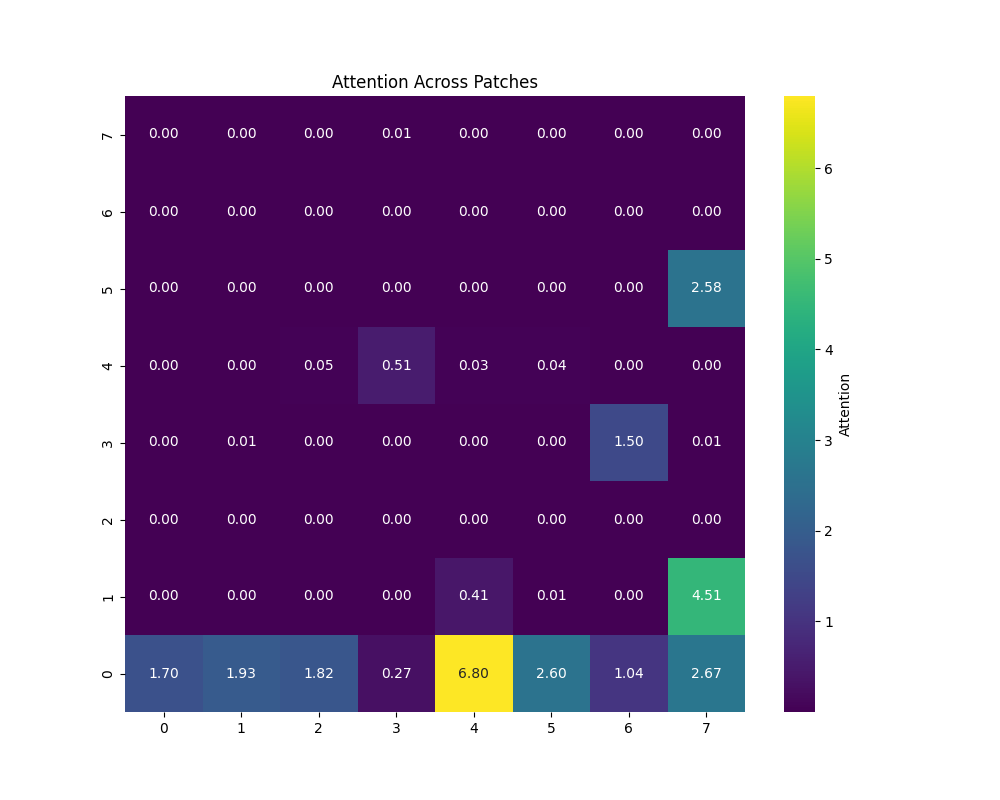 Attention Across Patches
7 0.00 0.00 0.00 0.01 0.00 0.00 0.00 0.00
6 0.00 0.00 0.00 0.00 0.00 0.00 0.00 0.00
5 0.00 0.00 0.00 0.00 0.00 0.00 0.00 2.58
4 0.00 0.00 0.05 0.51 0.03 0.04 0.00 0.00
3 0.00 0.01 0.00 0.00 0.00 0.00 1.50 0.01
2 0.00 0.00 0.00 0.00 0.00 0.00 0.00 0.00
1 0.00 0.00 0.00 0.00 0.41 0.01 0.00 4.51
0 1.70 1.93 1.82 0.27 6.80 2.60 1.04 2.67
0 1 2 3 4 5 6 7
6
5
4
3
2
1
Attention